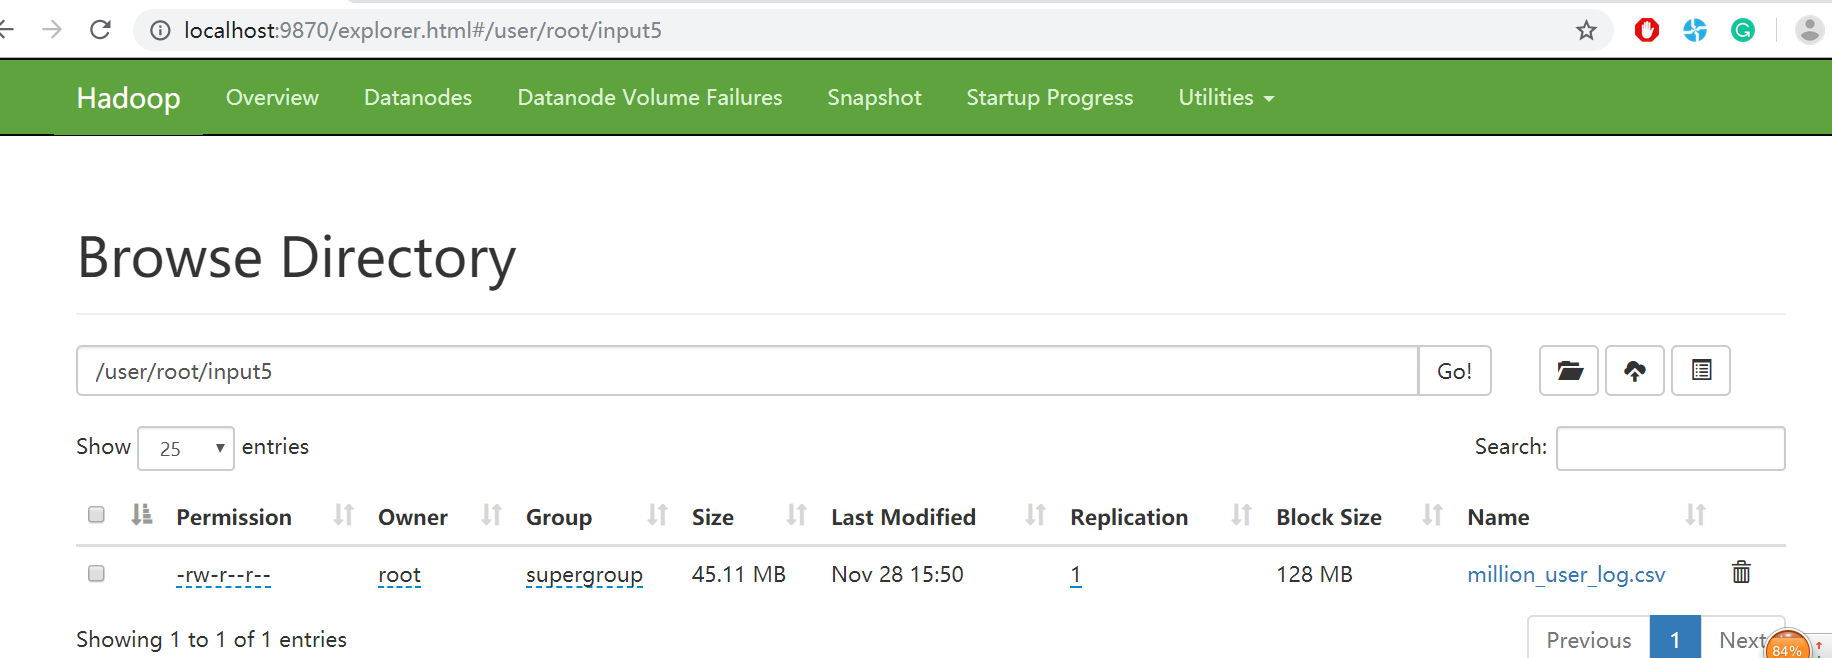 localhost:9870/explorer.html#/user/root/input5
Hadoop Overview Datanodes Datanode Volume Failures Snapshot Startup Progress Utilities
Browse Directory
/user/root/input5 Go!
Show 25 entries Search:
Permission Owner Group Size Last Modified Replication Block Size Name
-rw-r--r-- root supergroup 45.11 MB Nov 28 15:50 1 128 MB million_user_log.csv
Showing 1 to 1 of 1 entries Previous 1 Next
84%